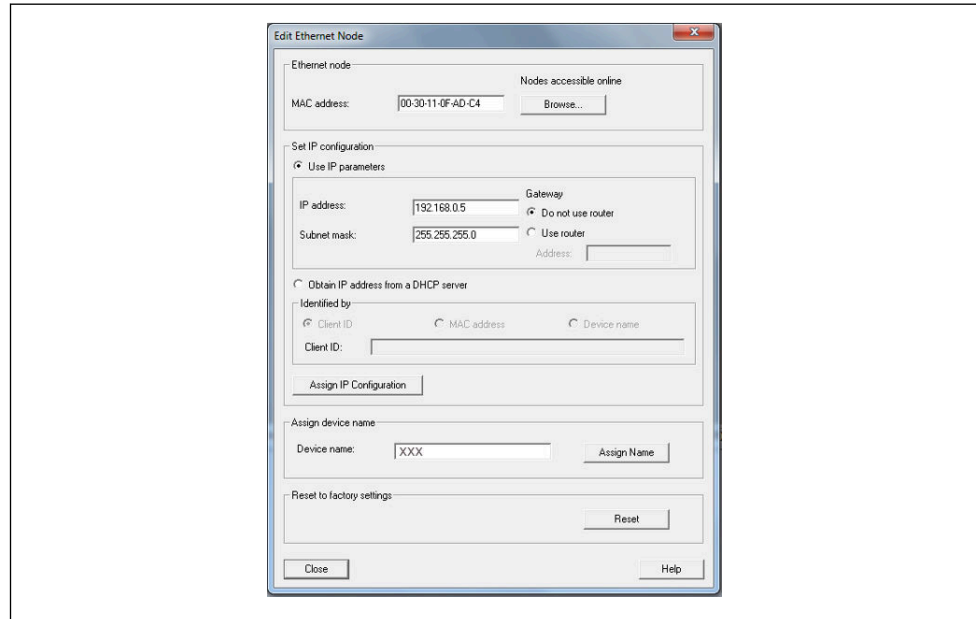 Edit Ethernet Node
Ethernet node
Nodes accessible online
MAC address: 00-30-11-0F-AD-C4 Browse...
Set IP configuration
Use IP parameters
Gateway
IP address: 192.168.0.5 Do not use router
Subnet mask: 255.255.255.0 Use router
Address:
Obtain IP address from a DHCP server
Identified by
Client ID MAC address Device name
Client ID:
Assign IP Configuration
Assign device name
Device name: XXX Assign Name
Reset to factory settings
Reset
Close Help